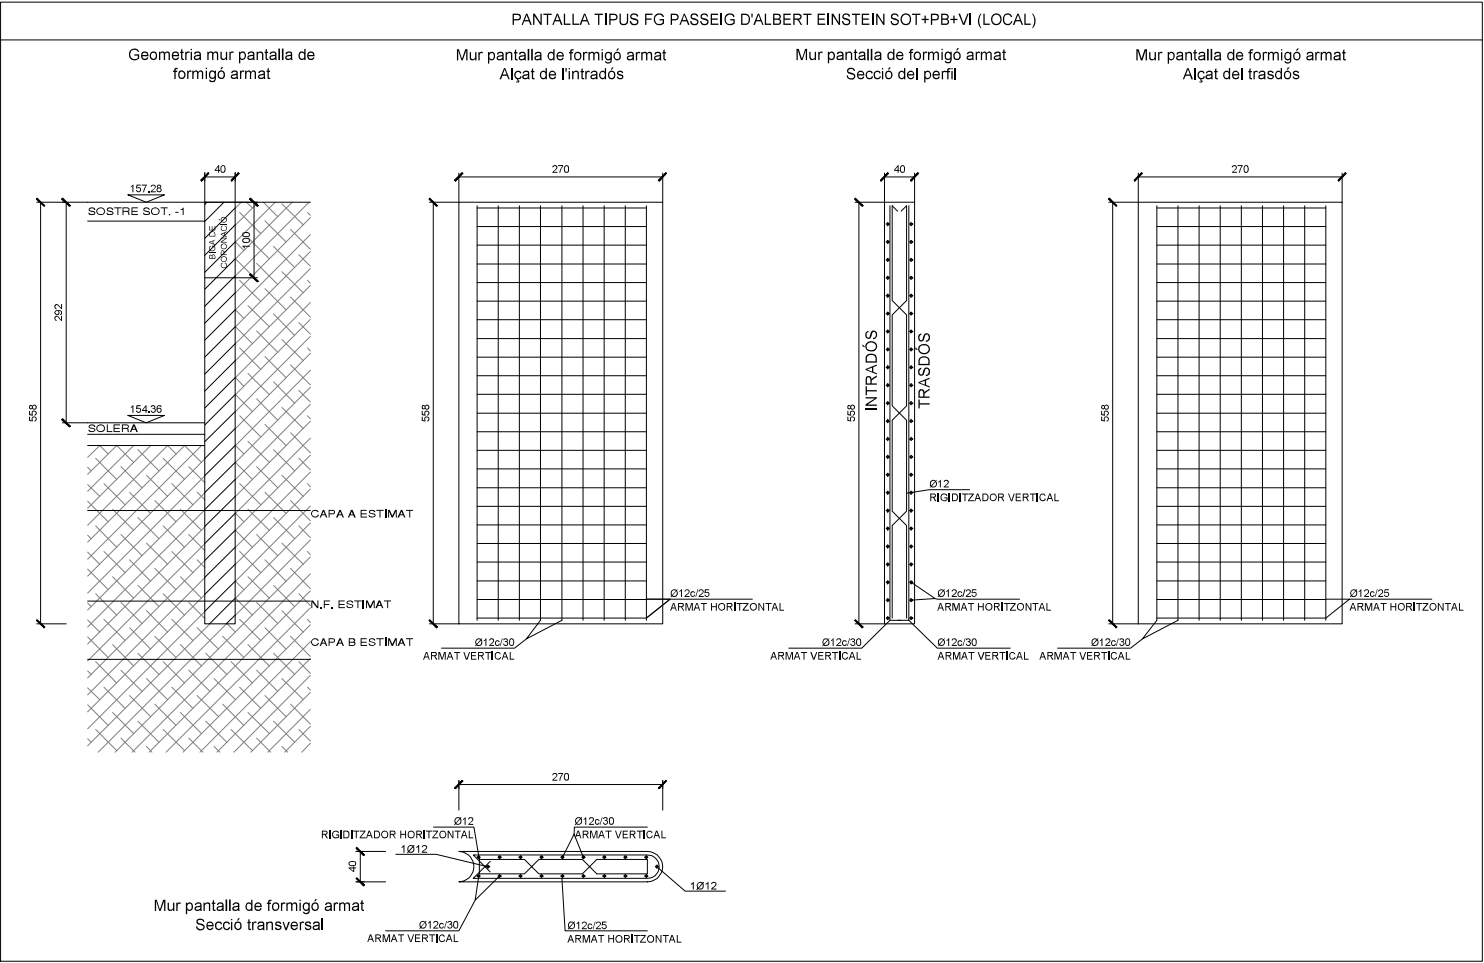 PANTALLA TIPUS FG PASSEIG D'ALBERT EINSTEIN SOT+PB+VI (LOCAL)
Geometria mur pantalla de
formigó armat
Mur pantalla de formigó armat
Alçat de l'intradós
Mur pantalla de formigó armat
Secció del perfil
Mur pantalla de formigó armat
Alçat del trasdós
40
157.28
SOSTRE SOT. -1
BIGA DE
CORONACIÓ
100
292
558
154.36
SOLERA
CAPA A ESTIMAT
N.F. ESTIMAT
CAPA B ESTIMAT
270
558
Ø12c/25
ARMAT HORITZONTAL
Ø12c/30
ARMAT VERTICAL
40
558
INTRADÓS
TRASDÓS
Ø12
RIGIDITZADOR VERTICAL
Ø12c/25
ARMAT HORITZONTAL
Ø12c/30
ARMAT VERTICAL
Ø12c/30
ARMAT VERTICAL
270
558
Ø12c/25
ARMAT HORITZONTAL
Ø12c/30
ARMAT VERTICAL
270
Ø12
RIGIDITZADOR HORITZONTAL
Ø12c/30
ARMAT VERTICAL
1Ø12
40
1Ø12
Mur pantalla de formigó armat
Secció transversal
Ø12c/30
ARMAT VERTICAL
Ø12c/25
ARMAT HORITZONTAL